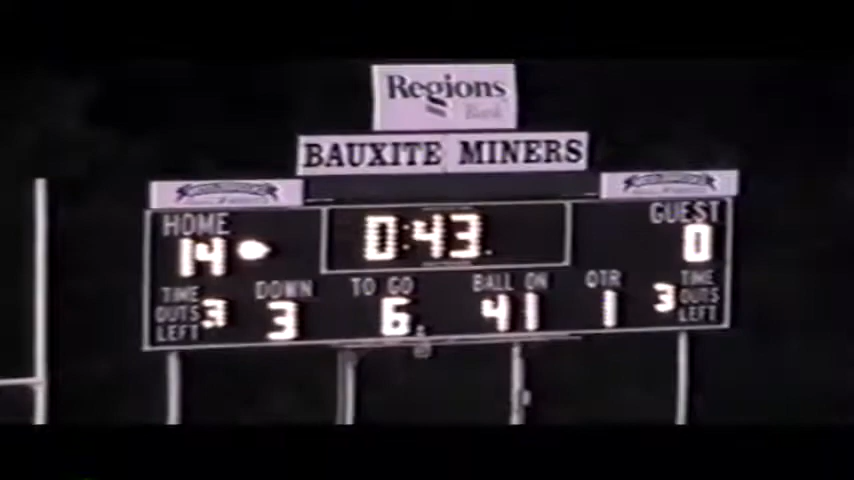 Regions
Bank
BAUXITE MINERS
HOME
14
0:43
GUEST
0
TIME
OUTS
LEFT
3
DOWN
3
TO GO
6
BALL ON
41
QTR
1
3
TIME
OUTS
LEFT